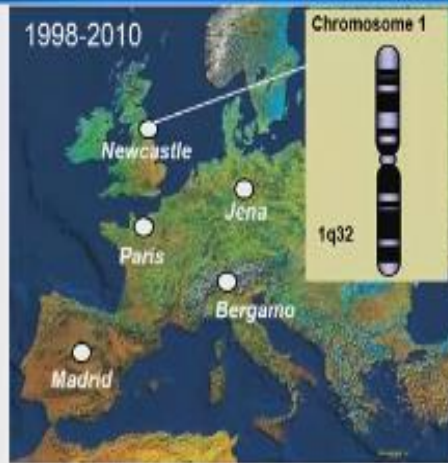 1998-2010
Chromosome 1
Newcastle
Jena
1q32
Paris
Bergamo
Madrid